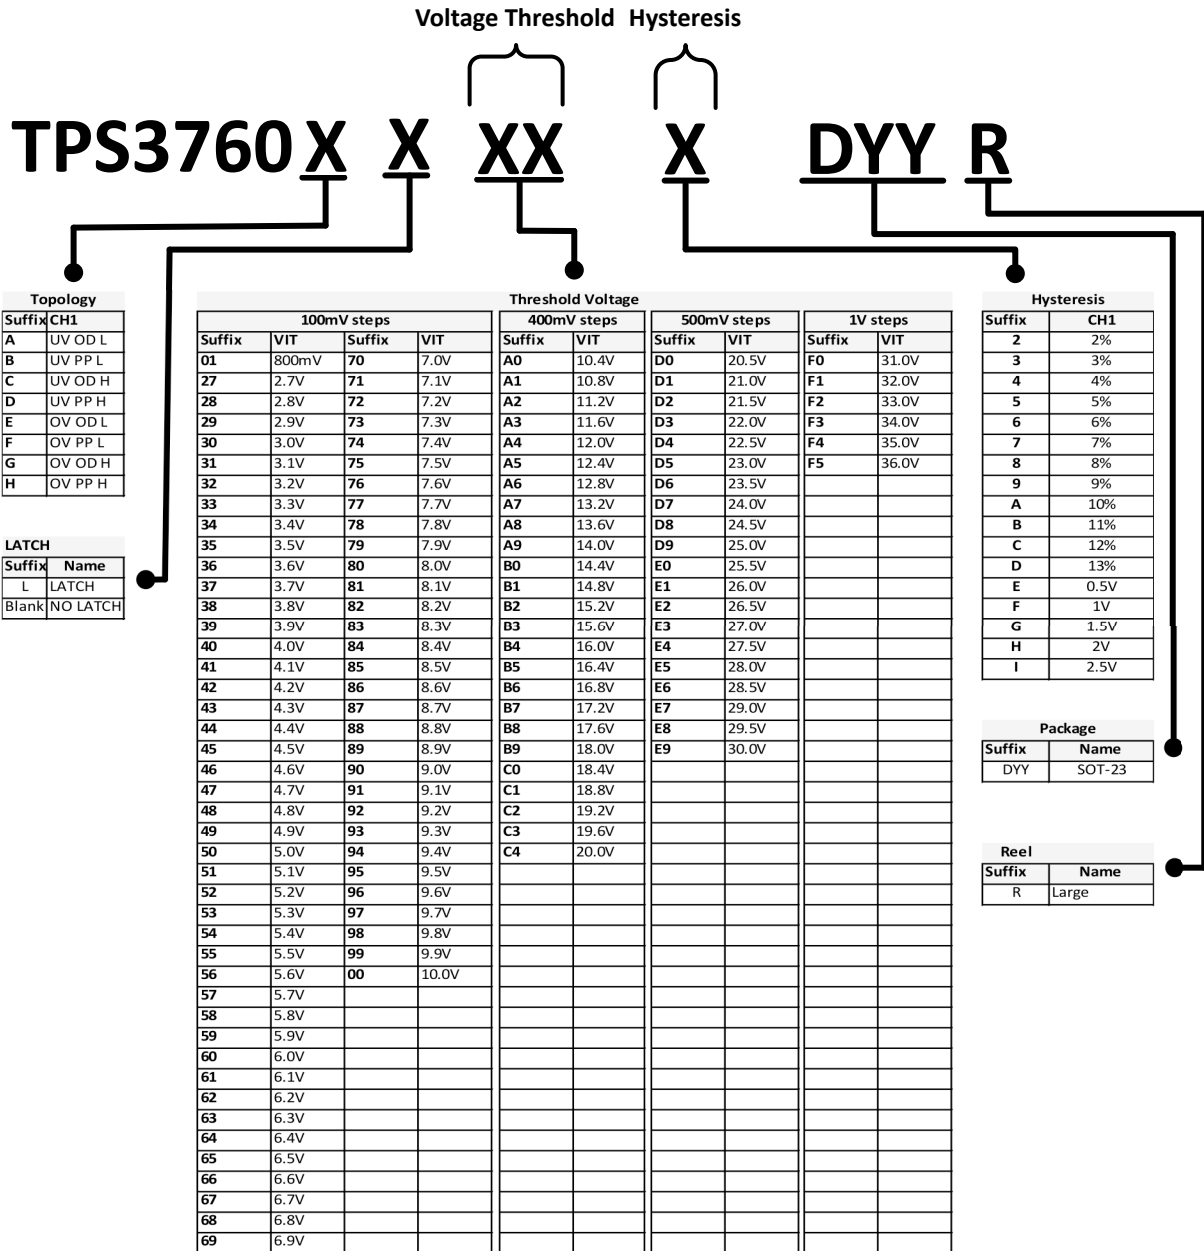 Voltage Threshold Hysteresis
TPS3760 X X XX X DYY R
Topology
Suffix CH1
A UV OD L
B UV PP L
C UV OD H
D UV PP H
E OV OD L
F OV PP L
G OV OD H
H OV PP H
LATCH
Suffix Name
L LATCH
Blank NO LATCH
Threshold Voltage
100mV steps 400mV steps 500mV steps 1V steps
Suffix VIT Suffix VIT Suffix VIT Suffix VIT Suffix VIT
01 800mV 70 7.0V A0 10.4V D0 20.5V F0 31.0V
27 2.7V 71 7.1V A1 10.8V D1 21.0V F1 32.0V
28 2.8V 72 7.2V A2 11.2V D2 21.5V F2 33.0V
29 2.9V 73 7.3V A3 11.6V D3 22.0V F3 34.0V
30 3.0V 74 7.4V A4 12.0V D4 22.5V F4 35.0V
31 3.1V 75 7.5V A5 12.4V D5 23.0V F5 36.0V
32 3.2V 76 7.6V A6 12.8V D6 23.5V
33 3.3V 77 7.7V A7 13.2V D7 24.0V
34 3.4V 78 7.8V A8 13.6V D8 24.5V
35 3.5V 79 7.9V A9 14.0V D9 25.0V
36 3.6V 80 8.0V B0 14.4V E0 25.5V
37 3.7V 81 8.1V B1 14.8V E1 26.0V
38 3.8V 82 8.2V B2 15.2V E2 26.5V
39 3.9V 83 8.3V B3 15.6V E3 27.0V
40 4.0V 84 8.4V B4 16.0V E4 27.5V
41 4.1V 85 8.5V B5 16.4V E5 28.0V
42 4.2V 86 8.6V B6 16.8V E6 28.5V
43 4.3V 87 8.7V B7 17.2V E7 29.0V
44 4.4V 88 8.8V B8 17.6V E8 29.5V
45 4.5V 89 8.9V B9 18.0V E9 30.0V
46 4.6V 90 9.0V C0 18.4V
47 4.7V 91 9.1V C1 18.8V
48 4.8V 92 9.2V C2 19.2V
49 4.9V 93 9.3V C3 19.6V
50 5.0V 94 9.4V C4 20.0V
51 5.1V 95 9.5V
52 5.2V 96 9.6V
53 5.3V 97 9.7V
54 5.4V 98 9.8V
55 5.5V 99 9.9V
56 5.6V 00 10.0V
57 5.7V
58 5.8V
59 5.9V
60 6.0V
61 6.1V
62 6.2V
63 6.3V
64 6.4V
65 6.5V
66 6.6V
67 6.7V
68 6.8V
69 6.9V
Hysteresis
Suffix CH1
2 2%
3 3%
4 4%
5 5%
6 6%
7 7%
8 8%
9 9%
A 10%
B 11%
C 12%
D 13%
E 0.5V
F 1V
G 1.5V
H 2V
I 2.5V
Package
Suffix Name
DYY SOT-23
Reel
Suffix Name
R Large